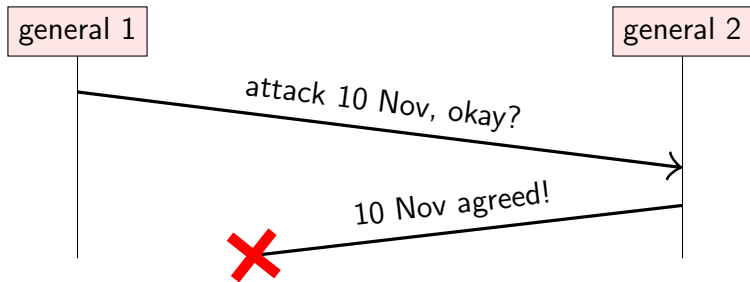 general 1
general 2
attack 10 Nov, okay?
10 Nov agreed!